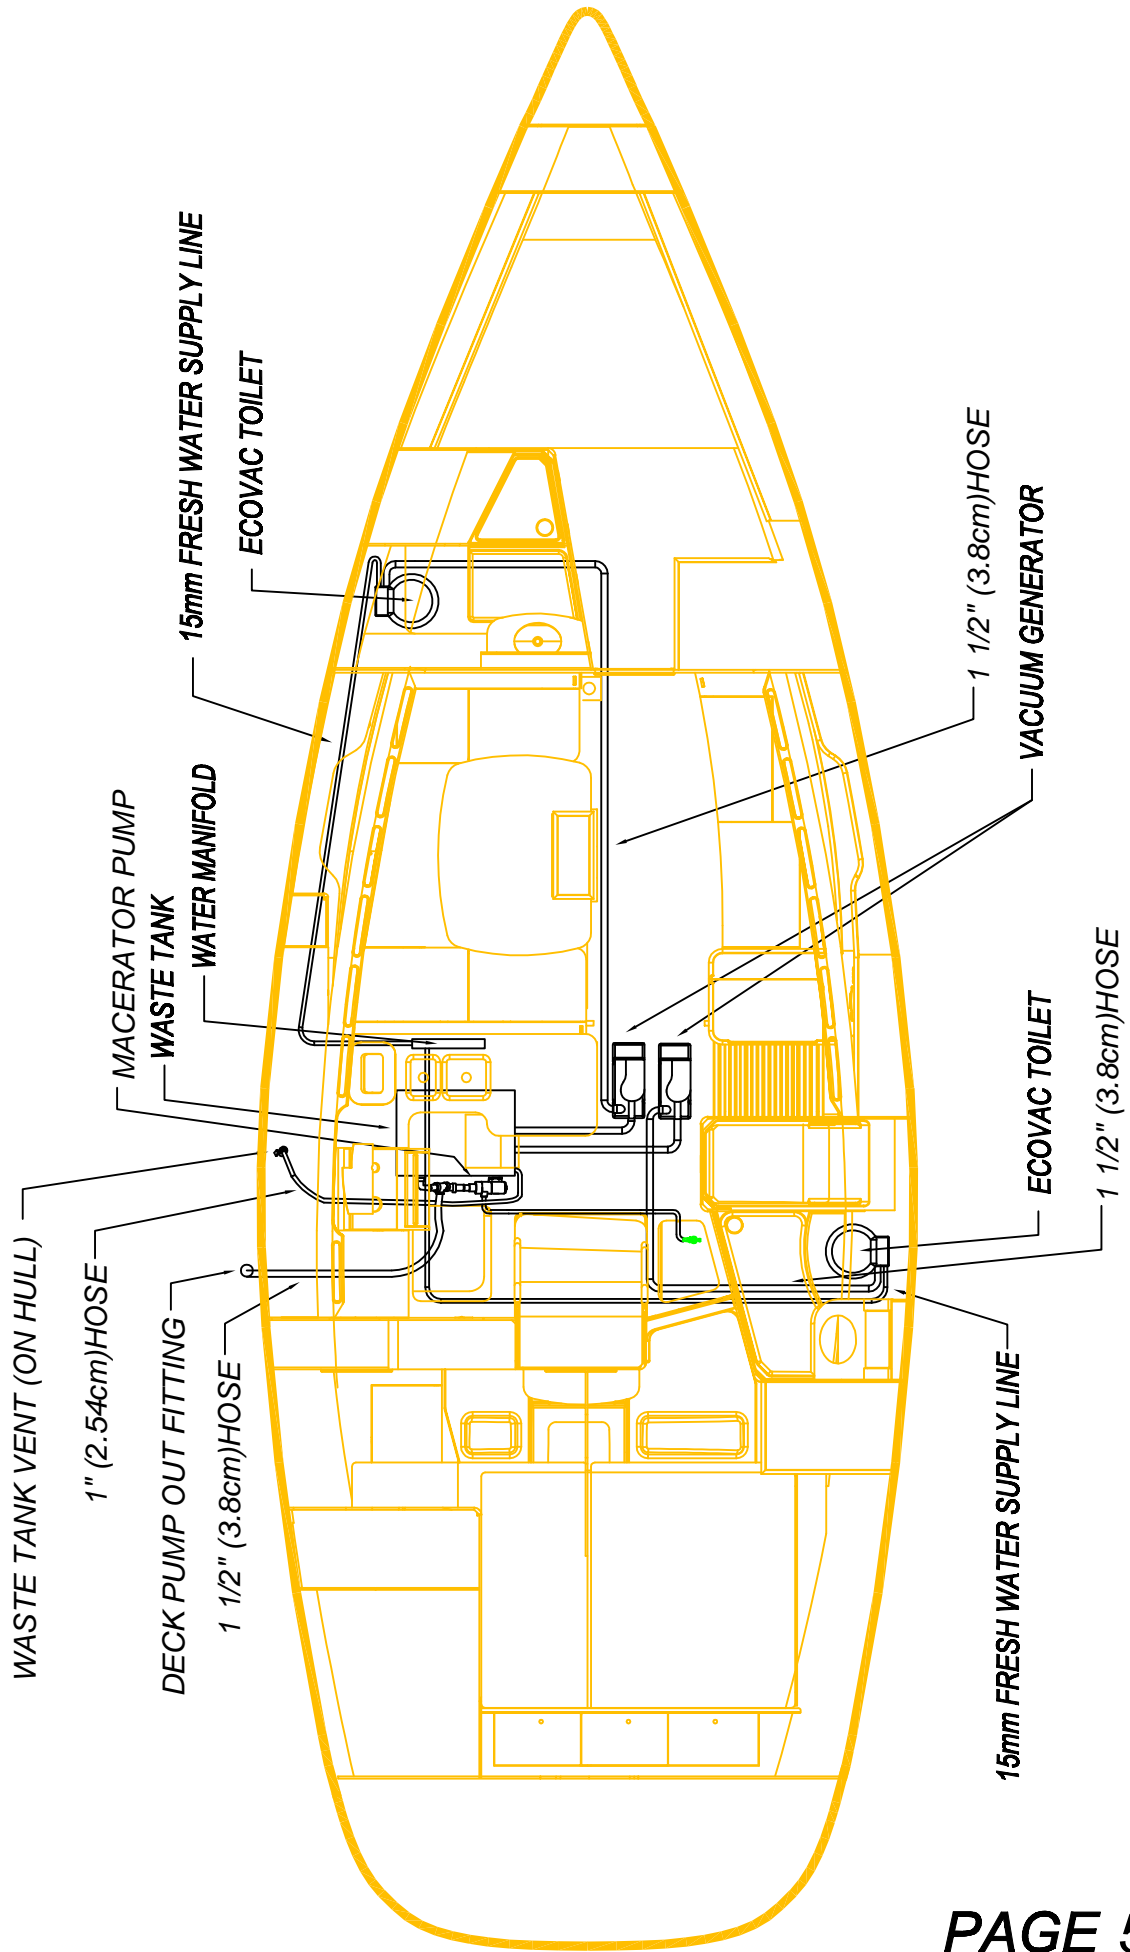 WASTE TANK VENT (ON HULL)
1" (2.54cm)HOSE
DECK PUMP OUT FITTING
1 1/2" (3.8cm)HOSE
MACERATOR PUMP
WASTE TANK
WATER MANIFOLD
15mm FRESH WATER SUPPLY LINE
ECOVAC TOILET
1 1/2" (3.8cm)HOSE
VACUUM GENERATOR
ECOVAC TOILET
1 1/2" (3.8cm)HOSE
15mm FRESH WATER SUPPLY LINE
PAGE 5